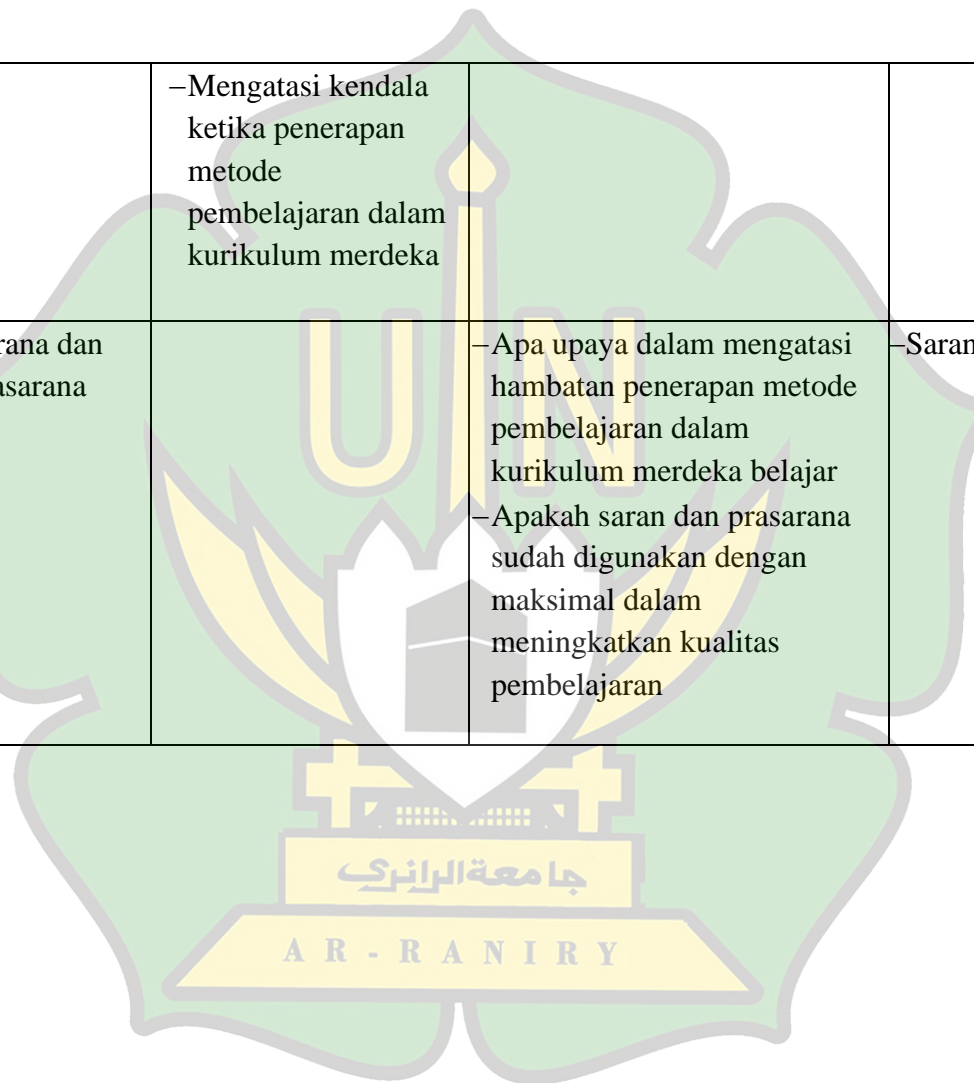 –Mengatasi kendala
ketika penerapan
metode
pembelajaran dalam
kurikulum merdeka
rana dan
asarana
–Apa upaya dalam mengatasi
hambatan penerapan metode
pembelajaran dalam
kurikulum merdeka belajar
–Apakah saran dan prasarana
sudah digunakan dengan
maksimal dalam
meningkatkan kualitas
pembelajaran
–Saran
UIN
جامعةالرانري
AR-RANIRY